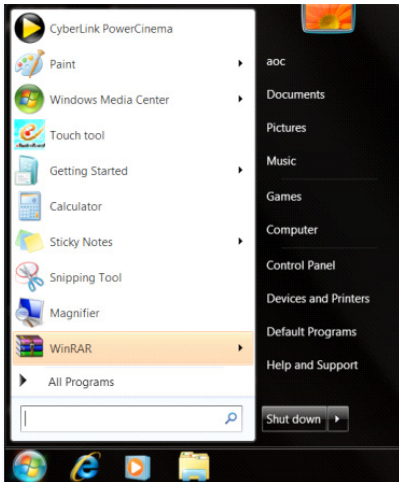 CyberLink PowerCinema
Paint
Windows Media Center
Touch tool
Getting Started
Calculator
Sticky Notes
Snipping Tool
Magnifier
WinRAR
All Programs
aoc
Documents
Pictures
Music
Games
Computer
Control Panel
Devices and Printers
Default Programs
Help and Support
Shut down